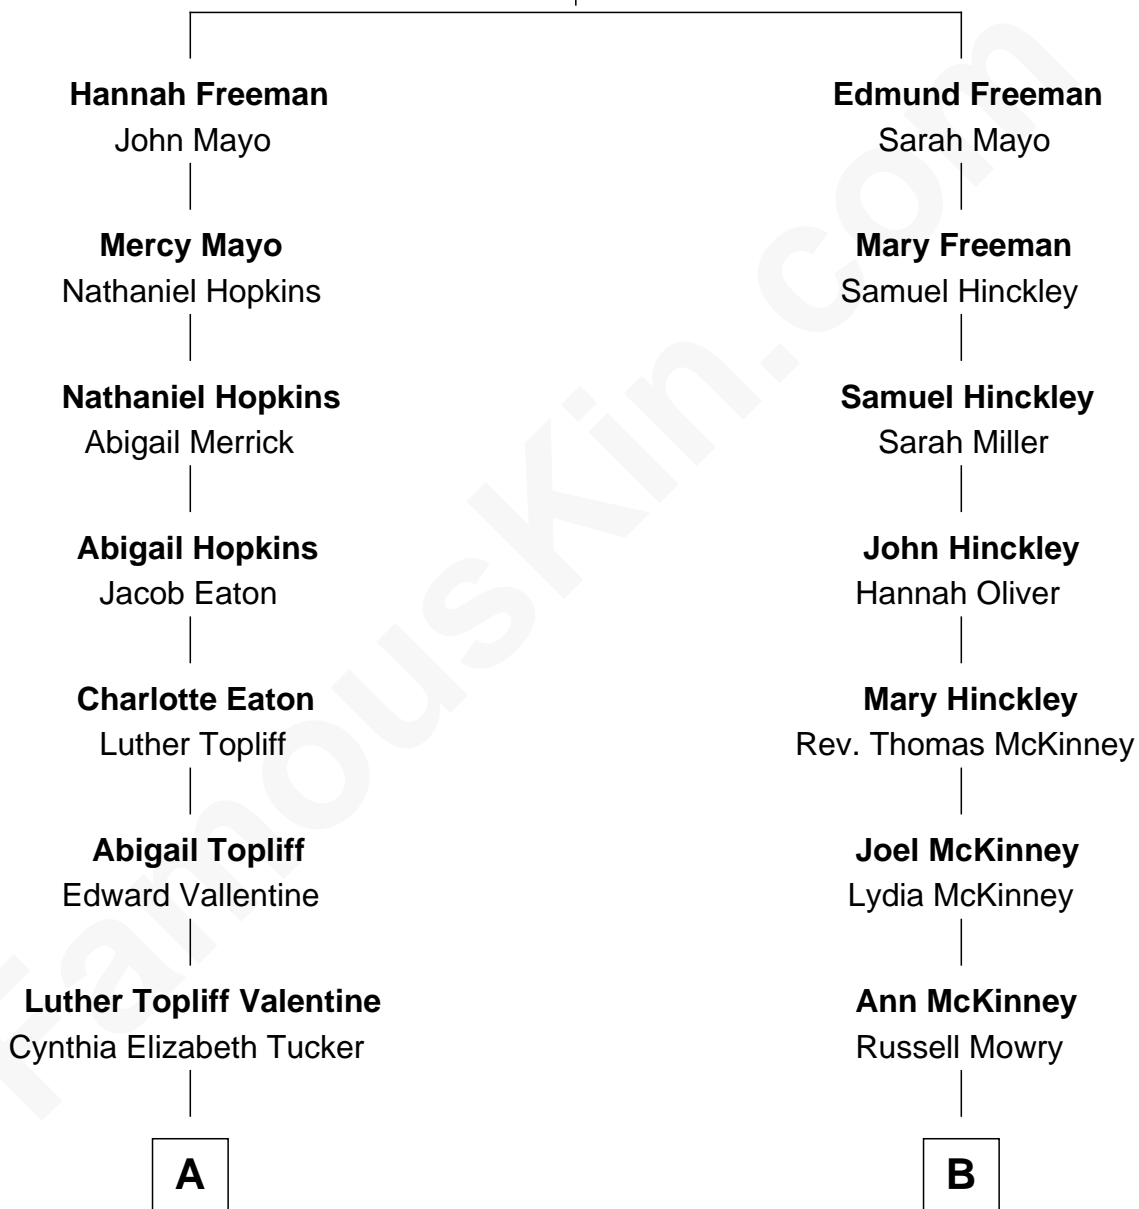 Hannah Freeman
John Mayo
Mercy Mayo
Nathaniel Hopkins
Nathaniel Hopkins
Abigail Merrick
Abigail Hopkins
Jacob Eaton
Charlotte Eaton
Luther Topliff
Abigail Topliff
Edward Vallentine
Luther Topliff Valentine
Cynthia Elizabeth Tucker
A
Edmund Freeman
Sarah Mayo
Mary Freeman
Samuel Hinckley
Samuel Hinckley
Sarah Miller
John Hinckley
Hannah Oliver
Mary Hinckley
Rev. Thomas McKinney
Joel McKinney
Lydia McKinney
Ann McKinney
Russell Mowry
B
FamousKin.com